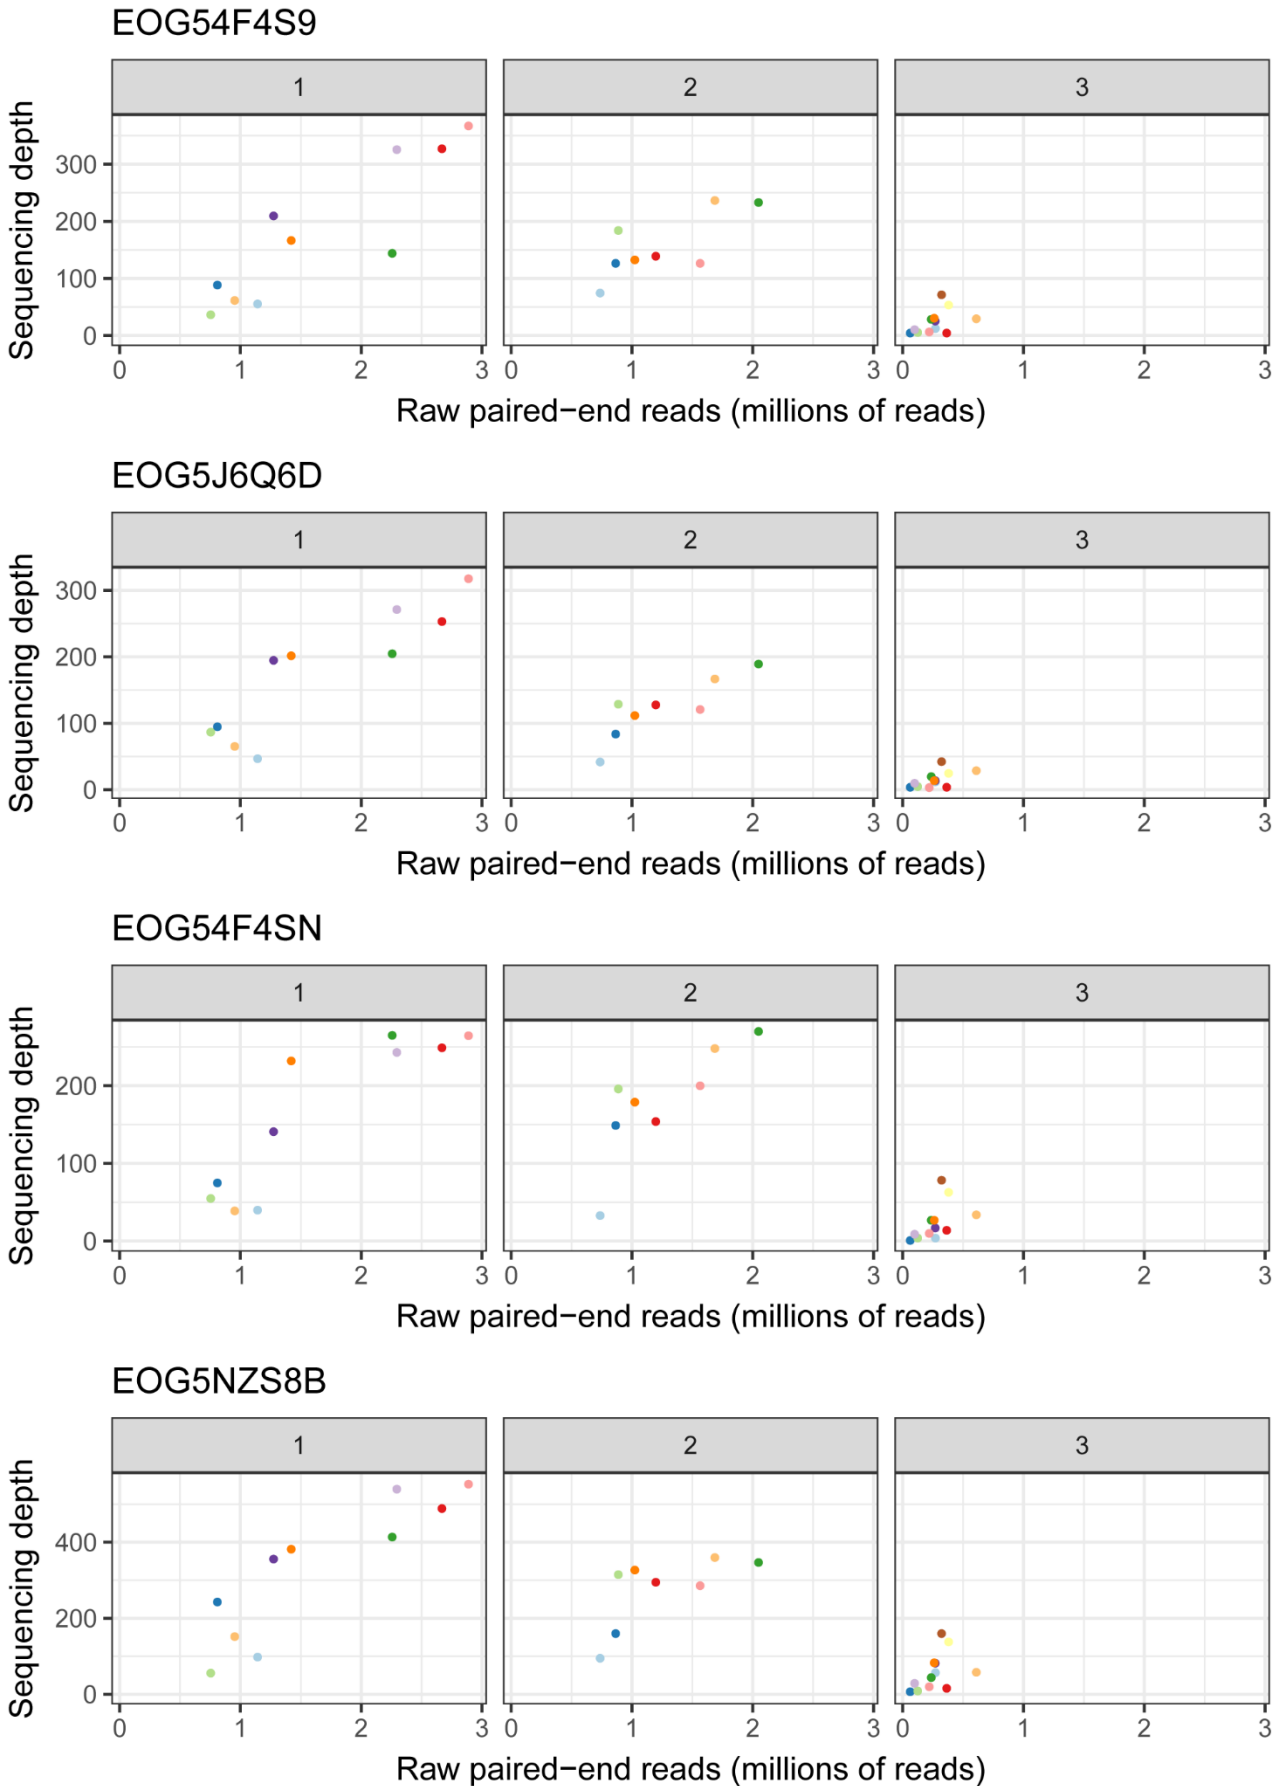 EOG54F4S9
1 2 3
Sequencing depth
300
200
100
0
0 1 2 3 0 1 2 3 0 1 2 3
Raw paired−end reads (millions of reads)
EOG5J6Q6D
1 2 3
Sequencing depth
300
200
100
0
0 1 2 3 0 1 2 3 0 1 2 3
Raw paired−end reads (millions of reads)
EOG54F4SN
1 2 3
Sequencing depth
200
100
0
0 1 2 3 0 1 2 3 0 1 2 3
Raw paired−end reads (millions of reads)
EOG5NZS8B
1 2 3
Sequencing depth
400
200
0
0 1 2 3 0 1 2 3 0 1 2 3
Raw paired−end reads (millions of reads)